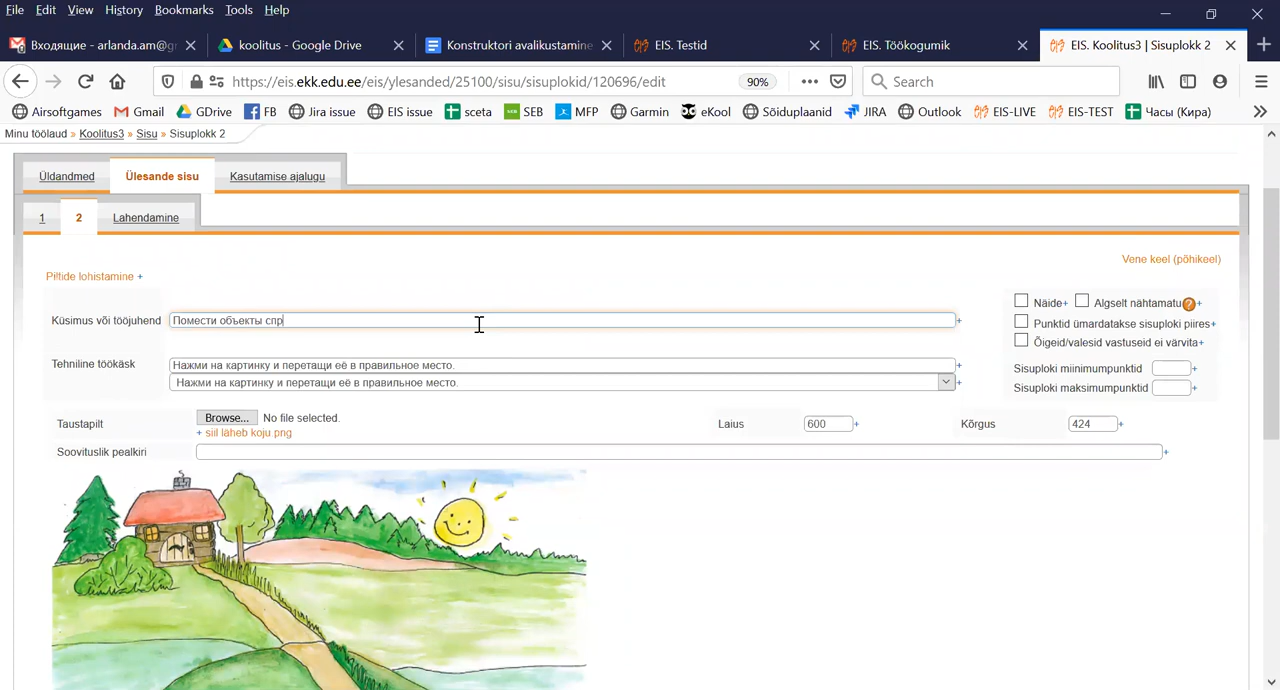 File Edit View History Bookmarks Tools Help
Входящие - arlanda.am@gr
koolitus - Google Drive
Konstruktori avalikustamine
EIS. Testid
EIS. Töökogumik
EIS. Koolitus3 | Sisuplokk 2
https://eis.ekk.edu.ee/eis/ylesanded/25100/sisu/sisuplokid/120696/edit
90%
Search
Airsoftgames Gmail GDrive FB Jira issue EIS issue sceta SEB MFP Garmin eKool Sõiduplaanid JIRA Outlook EIS-LIVE EIS-TEST Часы (Кира)
Minu töölaud » Koolitus3 » Sisu » Sisuplokk 2
Üldandmed Ülesande sisu Kasutamise ajalugu
1 2 Lahendamine
Vene keel (põhikeel)
Piltide lohistamine +
Küsimus või tööjuhend Помести объекты спр +
Näide+ Algselt nähtamatu ? +
Punktid ümardatakse sisuploki piires+
Õigeid/valesid vastuseid ei värvita+
Tehniline töökäsk Нажми на картинку и перетащи её в правильное место. +
Нажми на картинку и перетащи её в правильное место. +
Sisuploki miinimumpunktid +
Sisuploki maksimumpunktid +
Taustapilt Browse... No file selected.
+ siil läheb koju.png
Laius 600 + Kõrgus 424 +
Soovituslik pealkiri +